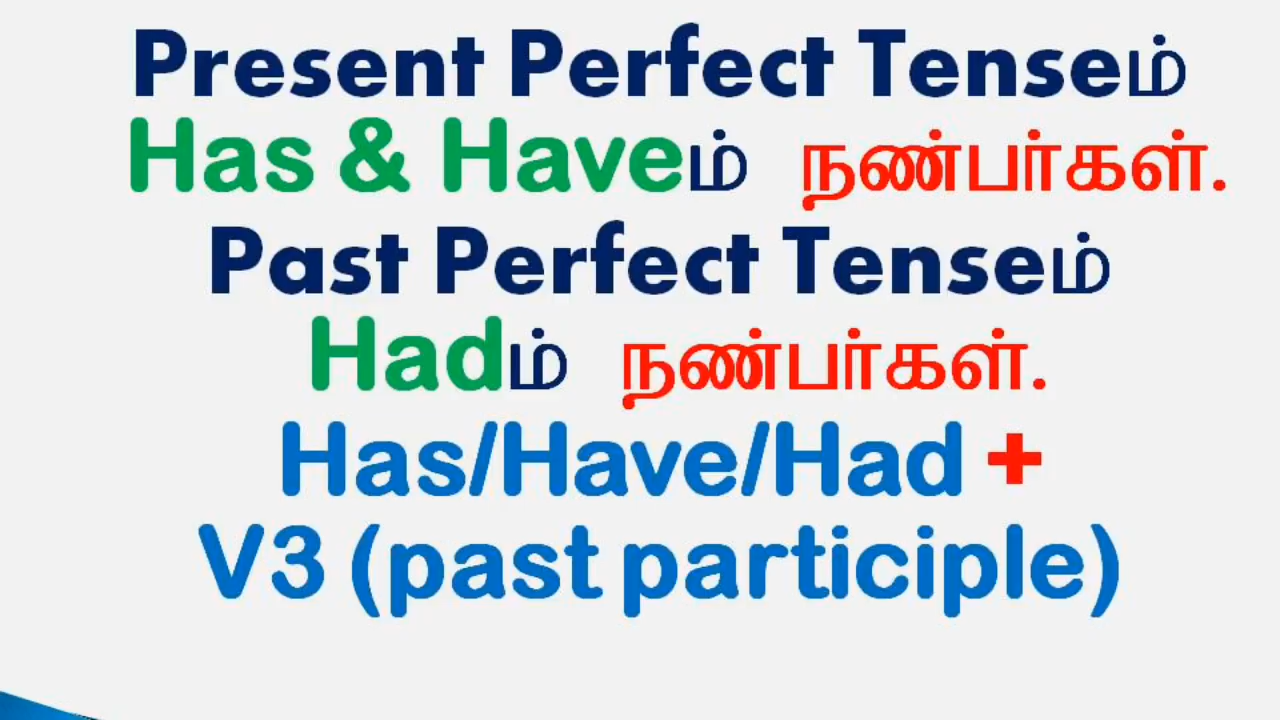 Present Perfect Tenseம்
Has & Haveம் நண்பர்கள்.
Past Perfect Tenseம்
Hadம் நண்பர்கள்.
Has/Have/Had +
V3 (past participle)